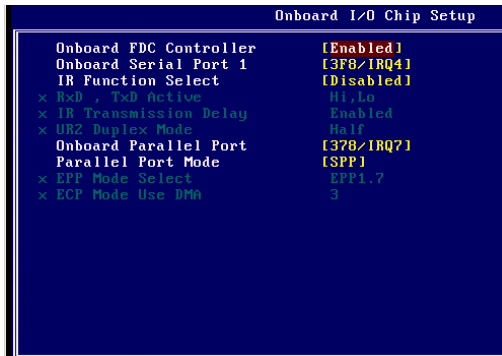 Onboard I/O Chip Setup
Onboard FDC Controller [Enabled]
Onboard Serial Port 1 [3F8/IRQ4]
IR Function Select [Disabled]
x RxD , TxD Active Hi,Lo
x IR Transmission Delay Enabled
x UR2 Duplex Mode Half
Onboard Parallel Port [378/IRQ7]
Parallel Port Mode [SPP]
x EPP Mode Select EPP1.7
x ECP Mode Use DMA 3